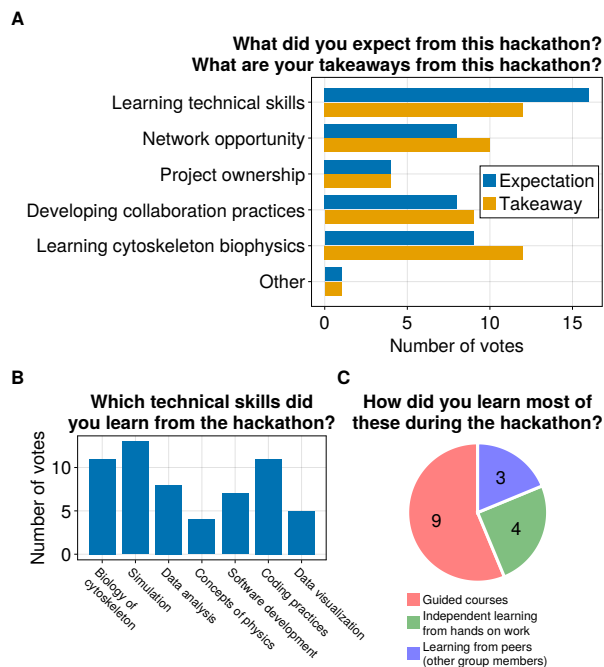 A
What did you expect from this hackathon?
What are your takeaways from this hackathon?
Learning technical skills
Network opportunity
Project ownership
Developing collaboration practices
Learning cytoskeleton biophysics
Other
Expectation
Takeaway
0 5 10 15
Number of votes
B
Which technical skills did
you learn from the hackathon?
Number of votes
10
5
0
Biology of
cytoskeleton
Simulation
Data analysis
Concepts of physics
Software development
Coding practices
Data visualization
C
How did you learn most of
these during the hackathon?
3
9
4
Guided courses
Independent learning
from hands on work
Learning from peers
(other group members)